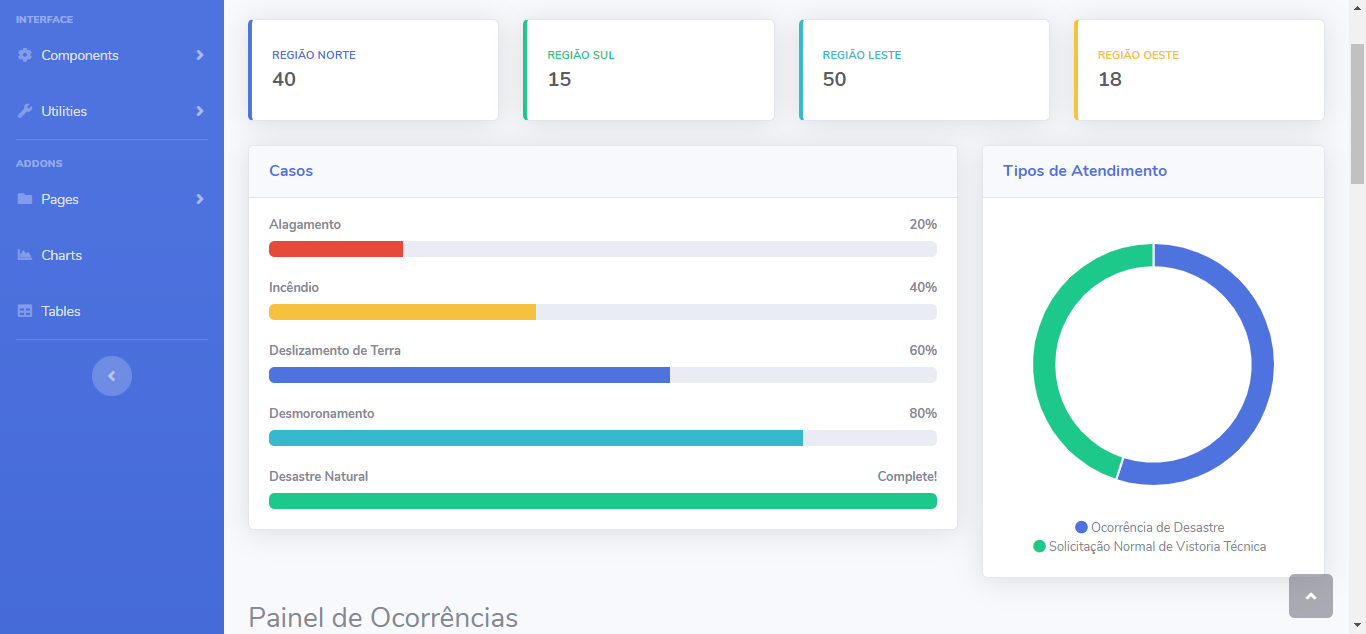 INTERFACE
Components
Utilities
ADDONS
Pages
Charts
Tables
REGIÃO NORTE
40
REGIÃO SUL
15
REGIÃO LESTE
50
REGIÃO OESTE
18
Casos
Alagamento 20%
Incêndio 40%
Deslizamento de Terra 60%
Desmoronamento 80%
Desastre Natural Complete!
Tipos de Atendimento
Ocorrência de Desastre
Solicitação Normal de Vistoria Técnica
Painel de Ocorrências